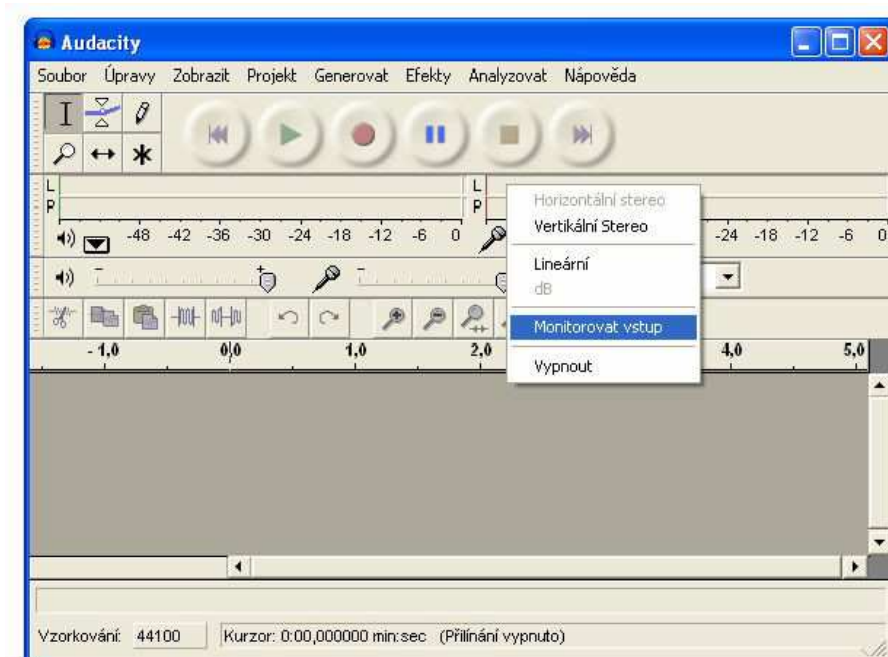 Audacity
Soubor Úpravy Zobrazit Projekt Generovat Efekty Analyzovat Nápověda
L
P
-48 -42 -36 -30 -24 -18 -12 -6 0
L
P
-24 -18 -12 -6 0
Horizontální stereo
Vertikální Stereo
Lineární
dB
Monitorovat vstup
Vypnout
- 1,0 0,0 1,0 2,0 4,0 5,0
Vzorkování: 44100 Kurzor: 0:00,000000 min:sec (Přilínání vypnuto)